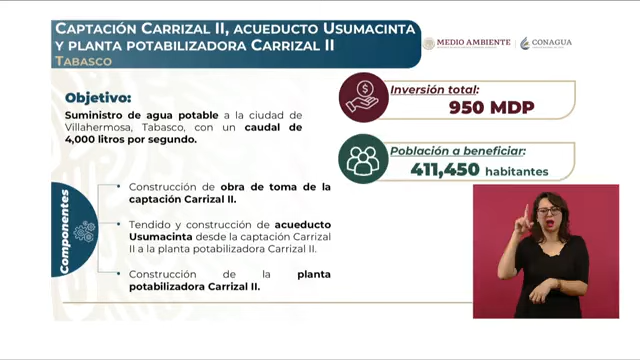 CAPTACIÓN CARRIZAL II, ACUEDUCTO USUMACINTA
Y PLANTA POTABILIZADORA CARRIZAL II
TABASCO
MEDIO AMBIENTE
CONAGUA
Objetivo:
Suministro de agua potable a la ciudad de
Villahermosa, Tabasco, con un caudal de
4,000 litros por segundo.
Inversión total:
950 MDP
Población a beneficiar:
411,450 habitantes
Componentes
• Construcción de obra de toma de la
captación Carrizal II.
• Tendido y construcción de acueducto
Usumacinta desde la captación Carrizal
II a la planta potabilizadora Carrizal II.
• Construcción de la planta
potabilizadora Carrizal II.